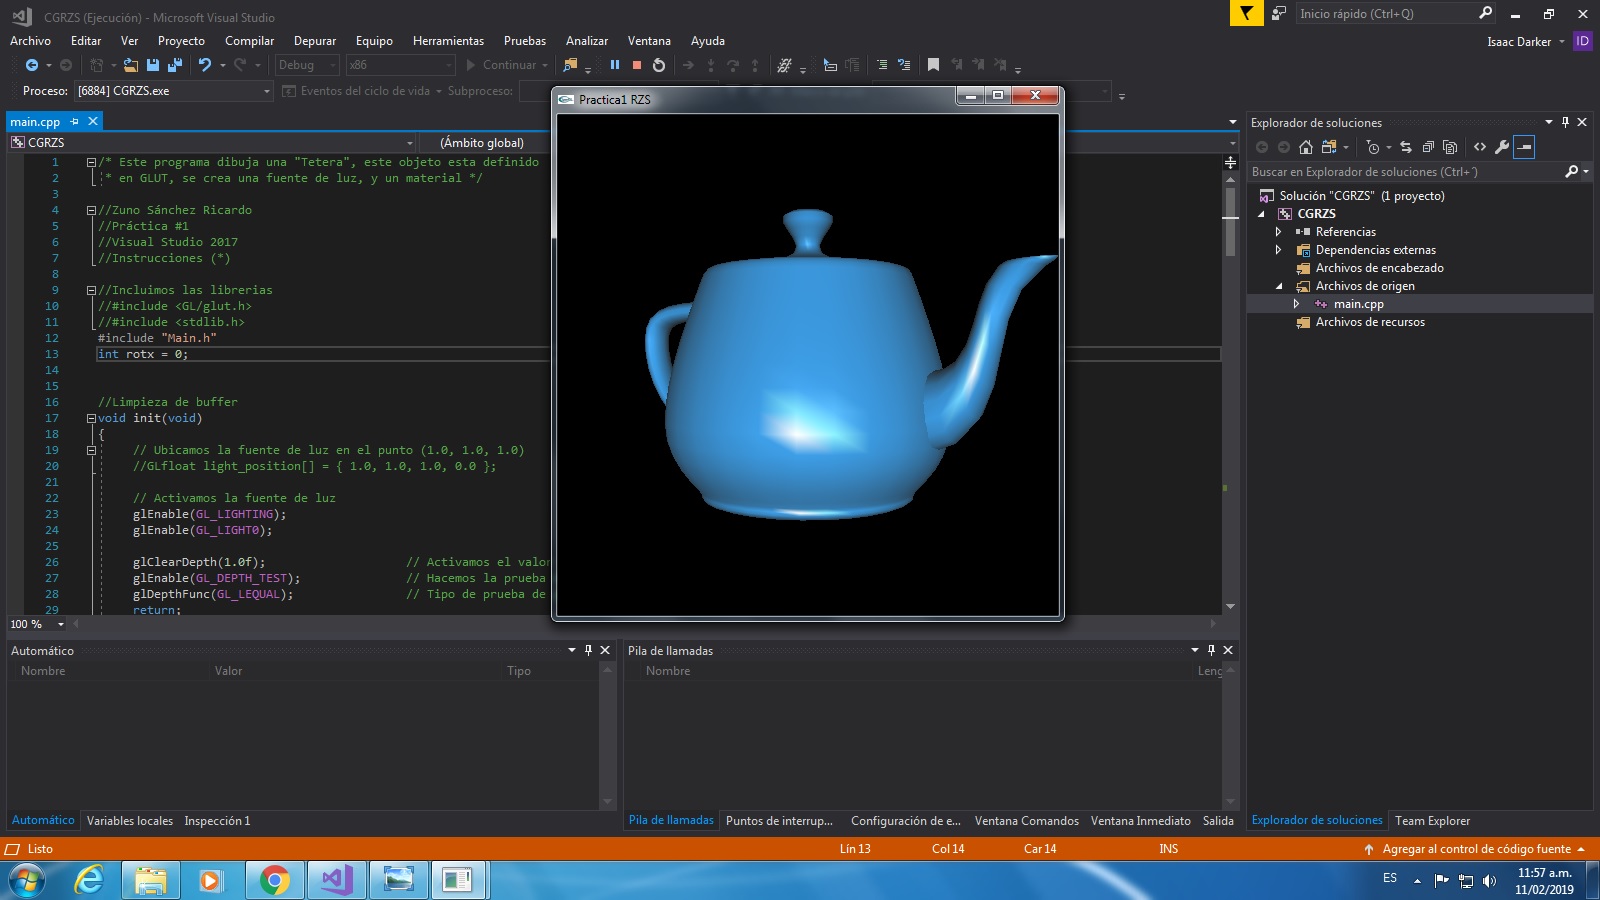 CGRZS (Ejecución) - Microsoft Visual Studio
Inicio rápido (Ctrl+Q)
Archivo Editar Ver Proyecto Compilar Depurar Equipo Herramientas Pruebas Analizar Ventana Ayuda
Isaac Darker ID
Debug x86 Continuar
Proceso: [6884] CGRZS.exe Eventos del ciclo de vida Subproceso:
Practica1 RZS
main.cpp
CGRZS (Ámbito global)
1 /* Este programa dibuja una "Tetera", este objeto esta definido
2 * en GLUT, se crea una fuente de luz, y un material */
3
4 //Zuno Sánchez Ricardo
5 //Práctica #1
6 //Visual Studio 2017
7 //Instrucciones (*)
8
9 //Incluimos las librerias
10 //#include <GL/glut.h>
11 //#include <stdlib.h>
12 #include "Main.h"
13 int rotx = 0;
14
15
16 //Limpieza de buffer
17 void init(void)
18 {
19 // Ubicamos la fuente de luz en el punto (1.0, 1.0, 1.0)
20 //GLfloat light_position[] = { 1.0, 1.0, 1.0, 0.0 };
21
22 // Activamos la fuente de luz
23 glEnable(GL_LIGHTING);
24 glEnable(GL_LIGHT0);
25
26 glClearDepth(1.0f); // Activamos el valor
27 glEnable(GL_DEPTH_TEST); // Hacemos la prueba
28 glDepthFunc(GL_LEQUAL); // Tipo de prueba de
29 return;
100 %
Explorador de soluciones
Buscar en Explorador de soluciones (Ctrl+´)
Solución "CGRZS" (1 proyecto)
CGRZS
Referencias
Dependencias externas
Archivos de encabezado
Archivos de origen
main.cpp
Archivos de recursos
Automático
Nombre Valor Tipo
Pila de llamadas
Nombre Leng
Automático Variables locales Inspección 1
Pila de llamadas Puntos de interrup... Configuración de e... Ventana Comandos Ventana Inmediato Salida
Explorador de soluciones Team Explorer
Listo Lín 13 Col 14 Car 14 INS Agregar al control de código fuente
ES
11:57 a.m.
11/02/2019